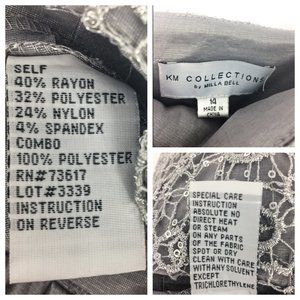 SELF
40% RAYON
32% POLYESTER
24% NYLON
4% SPANDEX
COMBO
100% POLYESTER
RN#73617
LOT#3339
INSTRUCTION
ON REVERSE
KM COLLECTIONS
by MILLA BELL
14
MADE IN
CHINA
SPECIAL CARE
INSTRUCTION
ABSOLUTE NO
DIRECT HEAT
OR STEAM
ON ANY PARTS
OF THE FABRIC
SPOT OR DRY
CLEAN WITH CARE
WITHANY SOLVENT
EXCEPT
TRICHLORETHYLENE